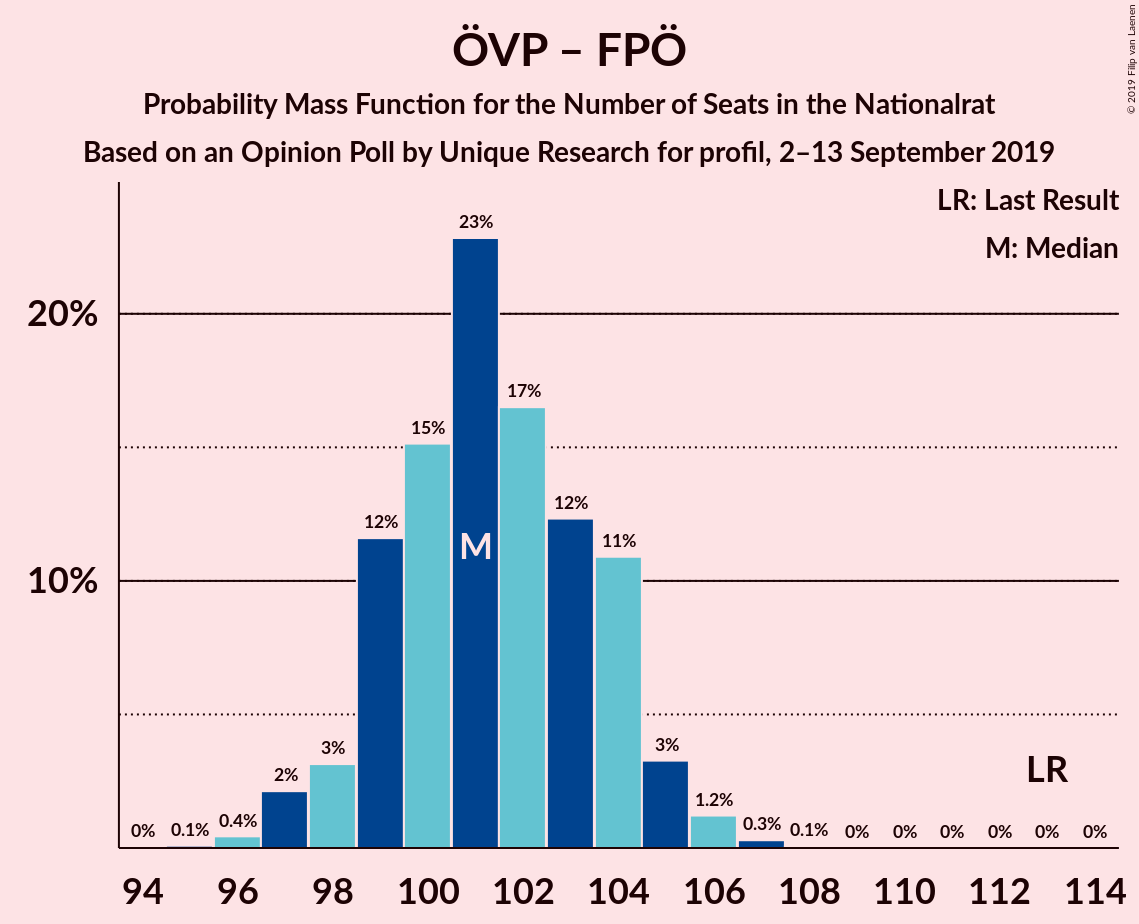 ÖVP – FPÖ
Probability Mass Function for the Number of Seats in the Nationalrat
Based on an Opinion Poll by Unique Research for profil, 2–13 September 2019
© 2019 Filip van Laenen
LR: Last Result
M: Median
20%
10%
0%
0.1%
0.4%
2%
3%
12%
15%
23%
17%
12%
11%
3%
1.2%
0.3%
0.1%
0%
0%
0%
0%
0%
0%
M
LR
94 96 98 100 102 104 106 108 110 112 114